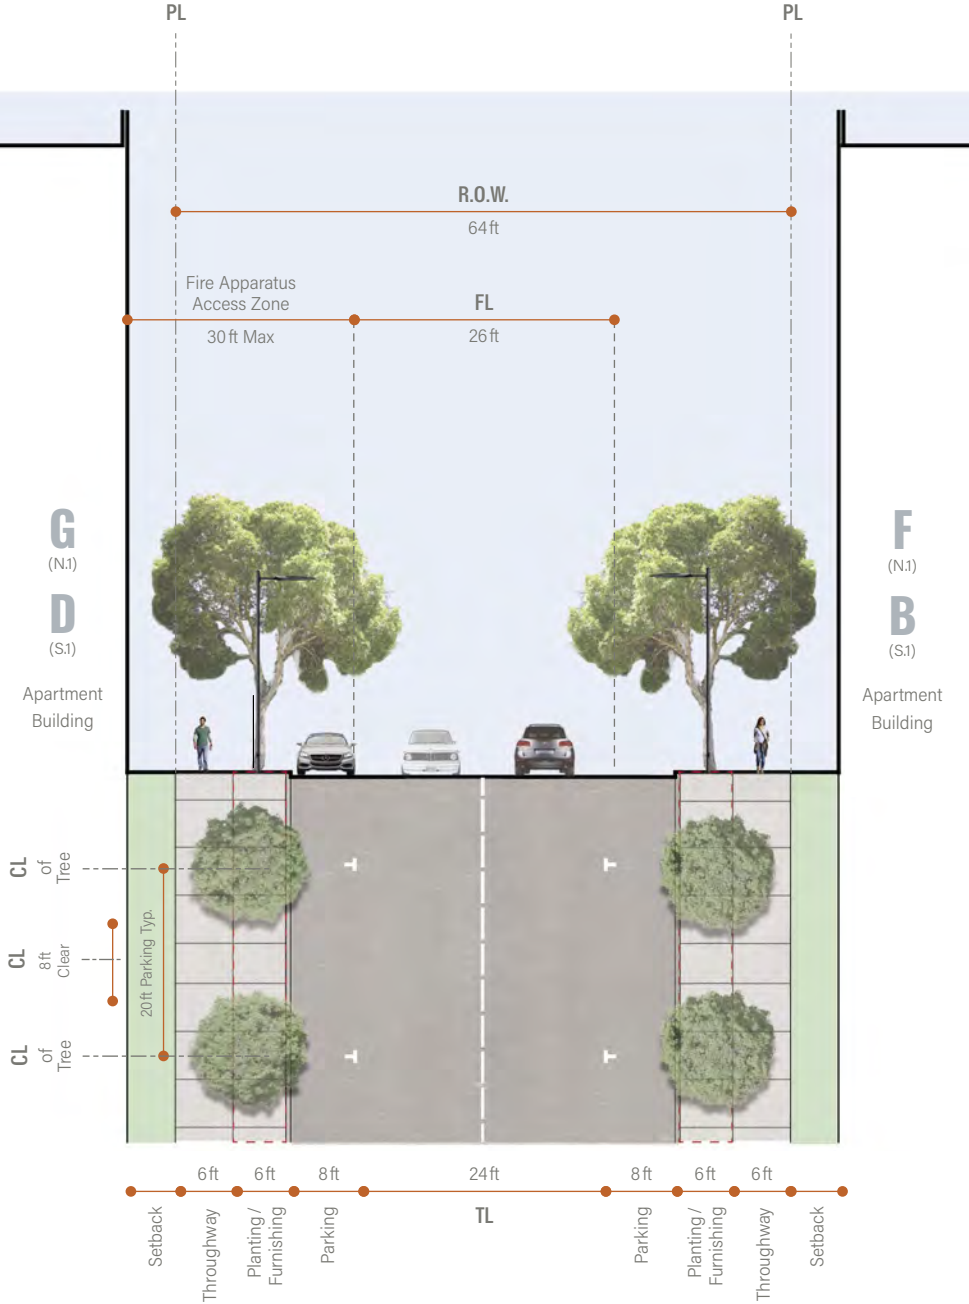 PL
PL
R.O.W.
64 ft
Fire Apparatus
Access Zone
30 ft Max
FL
26 ft
G
(N.1)
D
(S.1)
Apartment
Building
F
(N.1)
B
(S.1)
Apartment
Building
CL
of
Tree
CL
8 ft
Clear
CL
of
Tree
20 ft Parking Typ.
6 ft
6 ft
8 ft
24 ft
8 ft
6 ft
6 ft
TL
Setback
Throughway
Planting /
Furnishing
Parking
Parking
Planting /
Furnishing
Throughway
Setback